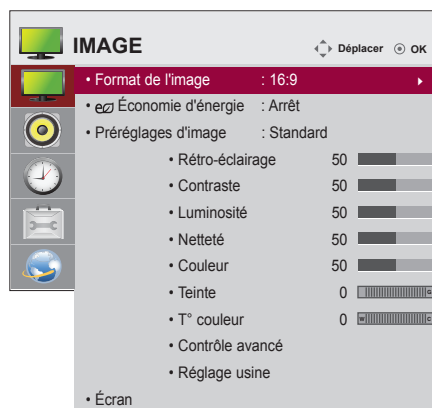 IMAGE
Déplacer OK
• Format de l'image : 16:9
• eco Économie d'énergie : Arrêt
• Préréglages d'image : Standard
• Rétro-éclairage 50
• Contraste 50
• Luminosité 50
• Netteté 50
• Couleur 50
• Teinte 0 G
• T° couleur 0 W C
• Contrôle avancé
• Réglage usine
• Écran